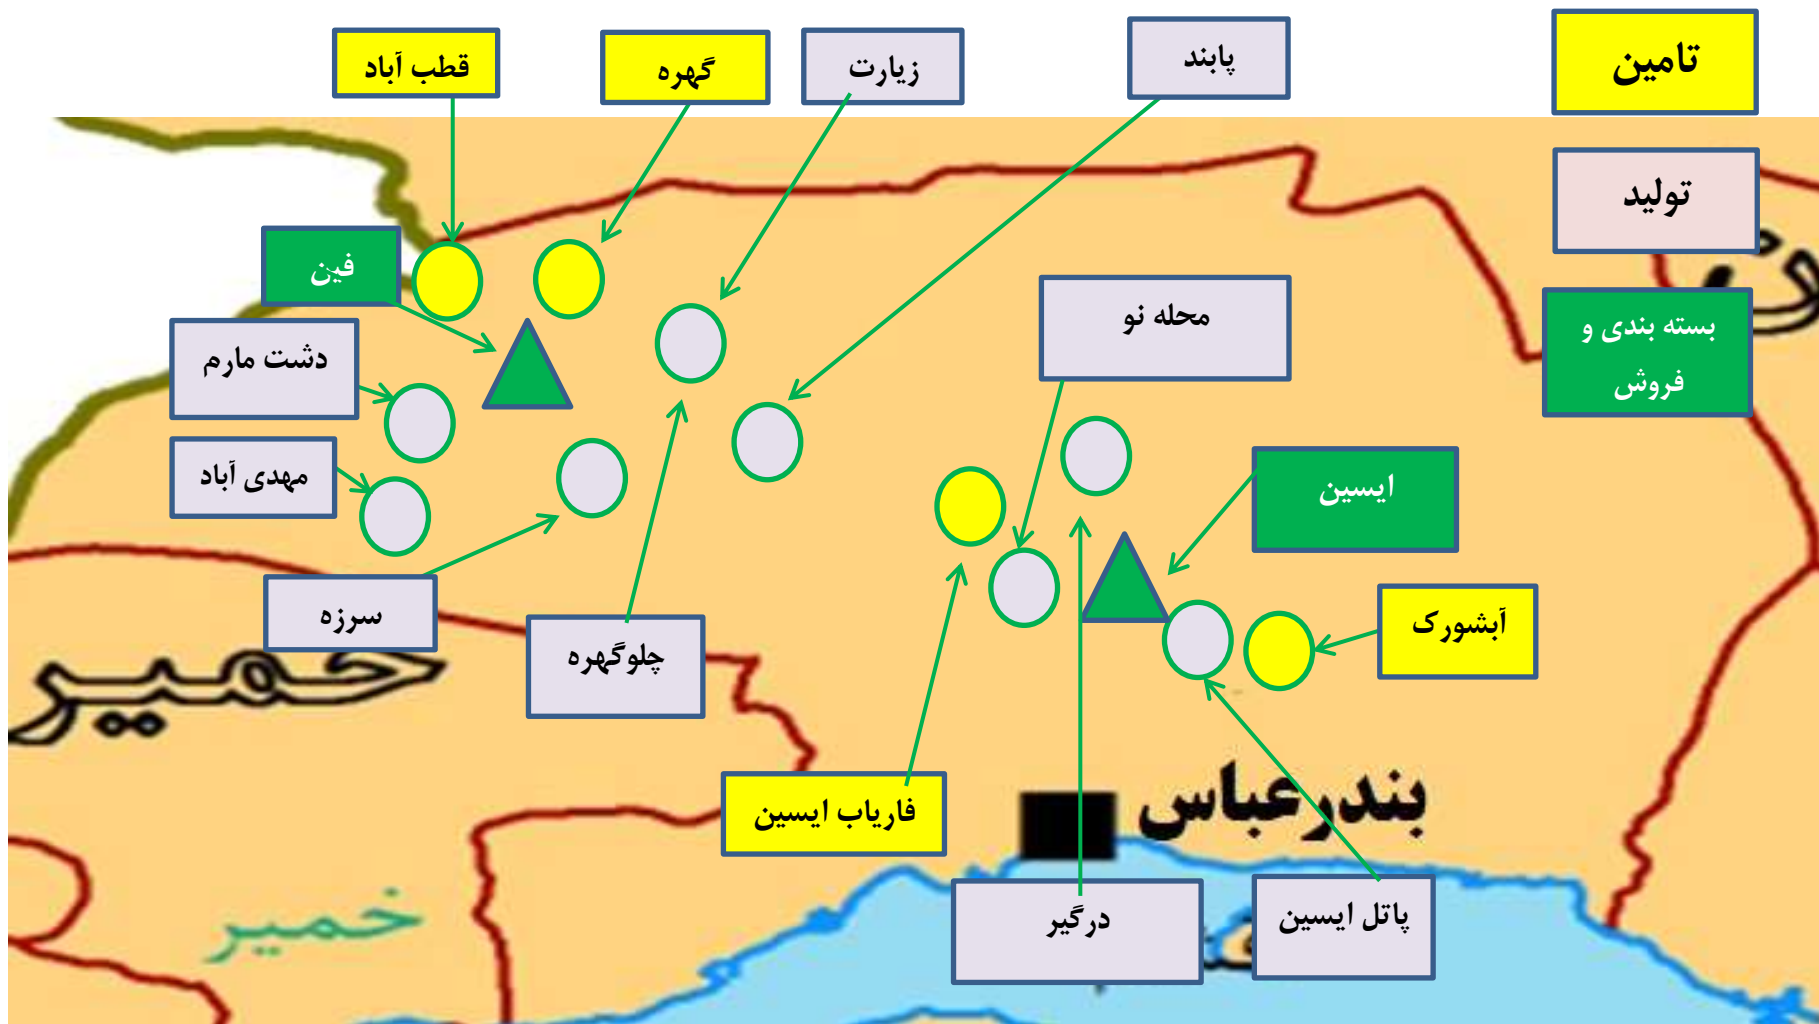 قطب آباد
گهره
زیارت
پابند
تامین
تولید
فین
محله نو
بسته بندی و
فروش
دشت مارم
مهدی آباد
ایسین
سرزه
چلوگهره
آبشورک
خمیر
فاریاب ایسین
بندرعباس
خمیر
درگیر
پاتل ایسین